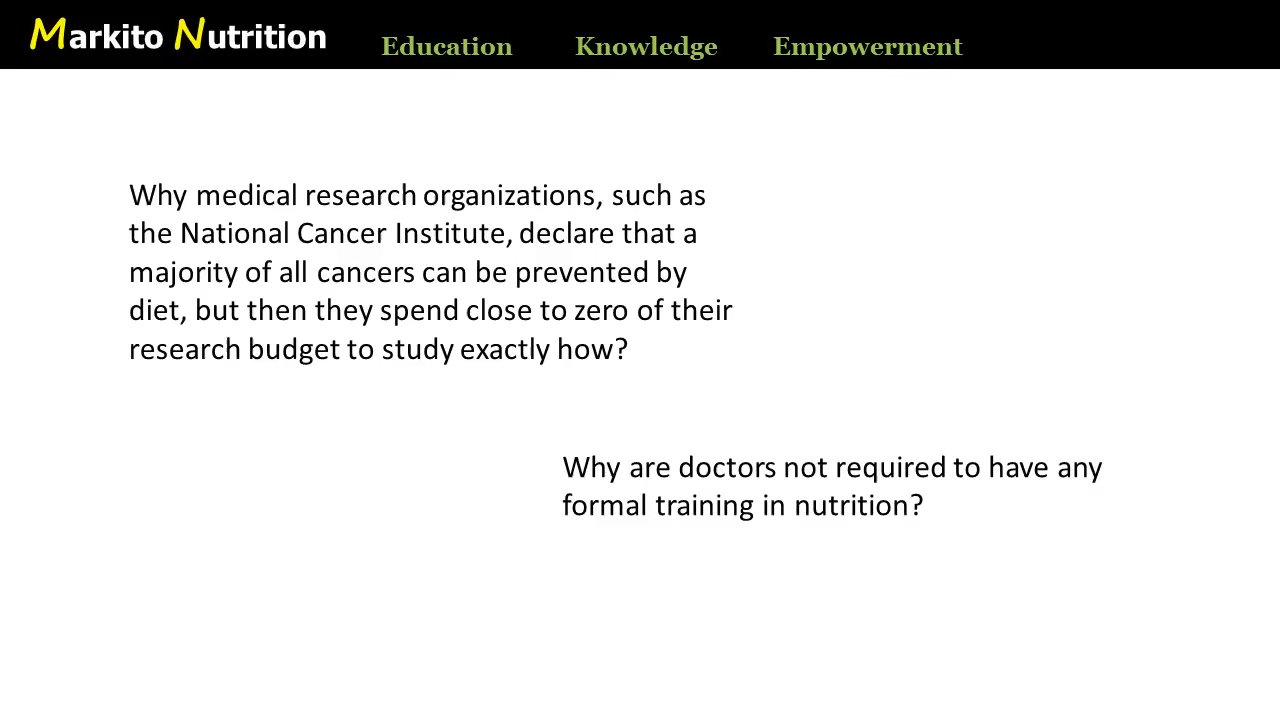 Markito Nutrition Education Knowledge Empowerment
Why medical research organizations, such as
the National Cancer Institute, declare that a
majority of all cancers can be prevented by
diet, but then they spend close to zero of their
research budget to study exactly how?
Why are doctors not required to have any
formal training in nutrition?